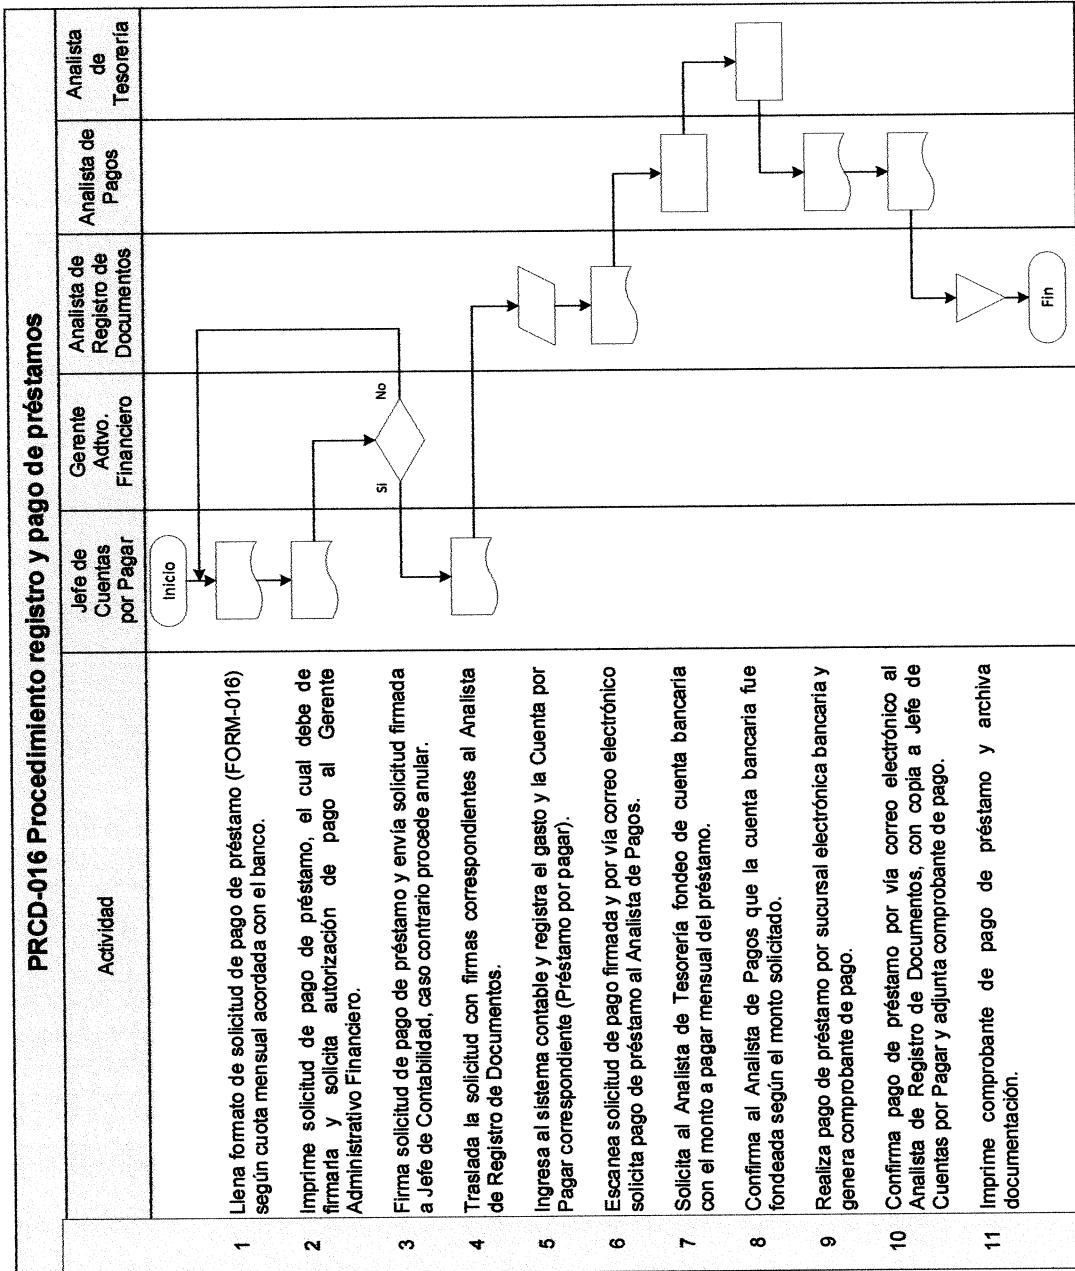 PRCD-016 Procedimiento registro y pago de préstamos
Actividad
Jefe de
Cuentas
por Pagar
Gerente
Adtvo.
Financiero
Analista de
Registro de
Documentos
Analista de
Pagos
Analista
de
Tesorería
Inicio
1
Llena formato de solicitud de pago de préstamo (FORM-016)
según cuota mensual acordada con el banco.
2
Imprime solicitud de pago de préstamo, el cual debe de
firmarla y solicita autorización de pago al Gerente
Administrativo Financiero.
3
Firma solicitud de pago de préstamo y envía solicitud firmada
a Jefe de Contabilidad, caso contrario procede anular.
Si
No
4
Traslada la solicitud con firmas correspondientes al Analista
de Registro de Documentos.
5
Ingresa al sistema contable y registra el gasto y la Cuenta por
Pagar correspondiente (Préstamo por pagar).
6
Escanea solicitud de pago firmada y por vía correo electrónico
solicita pago de préstamo al Analista de Pagos.
7
Solicita al Analista de Tesorería fondeo de cuenta bancaria
con el monto a pagar mensual del préstamo.
8
Confirma al Analista de Pagos que la cuenta bancaria fue
fondeada según el monto solicitado.
9
Realiza pago de préstamo por sucursal electrónica bancaria y
genera comprobante de pago.
10
Confirma pago de préstamo por vía correo electrónico al
Analista de Registro de Documentos, con copia a Jefe de
Cuentas por Pagar y adjunta comprobante de pago.
11
Imprime comprobante de pago de préstamo y archiva
documentación.
Fin